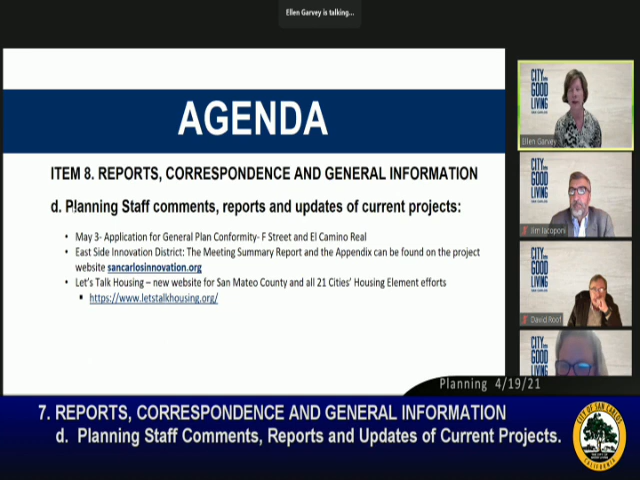 Ellen Garvey is talking...
AGENDA
ITEM 8. REPORTS, CORRESPONDENCE AND GENERAL INFORMATION
d. Planning Staff comments, reports and updates of current projects:
• May 3- Application for General Plan Conformity- F Street and El Camino Real
• East Side Innovation District: The Meeting Summary Report and the Appendix can be found on the project
website sancarlosinnovation.org
• Let's Talk Housing – new website for San Mateo County and all 21 Cities' Housing Element efforts
▪ https://www.letstalkhousing.org/
CITY
GOOD
LIVING
Ellen Garvey
CITY
GOOD
LIVING
Jim Iacoponi
CITY
GOOD
LIVING
David Roof
CITY
GOOD
LIVING
Planning 4/19/21
7. REPORTS, CORRESPONDENCE AND GENERAL INFORMATION
d. Planning Staff Comments, Reports and Updates of Current Projects.
CITY OF SAN CARLOS
CALIFORNIA